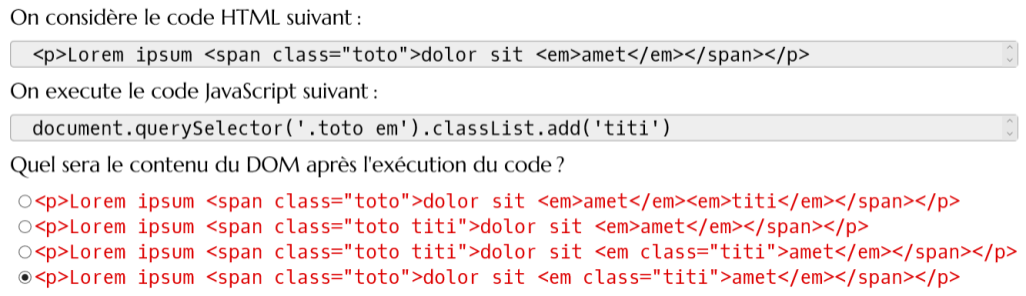 On considère le code HTML suivant :
<p>Lorem ipsum <span class="toto">dolor sit <em>amet</em></span></p>
On execute le code JavaScript suivant :
document.querySelector('.toto em').classList.add('titi')
Quel sera le contenu du DOM après l'exécution du code ?
<p>Lorem ipsum <span class="toto">dolor sit <em>amet</em><em>titi</em></span></p>
<p>Lorem ipsum <span class="toto titi">dolor sit <em>amet</em></span></p>
<p>Lorem ipsum <span class="toto titi">dolor sit <em class="titi">amet</em></span></p>
<p>Lorem ipsum <span class="toto">dolor sit <em class="titi">amet</em></span></p>